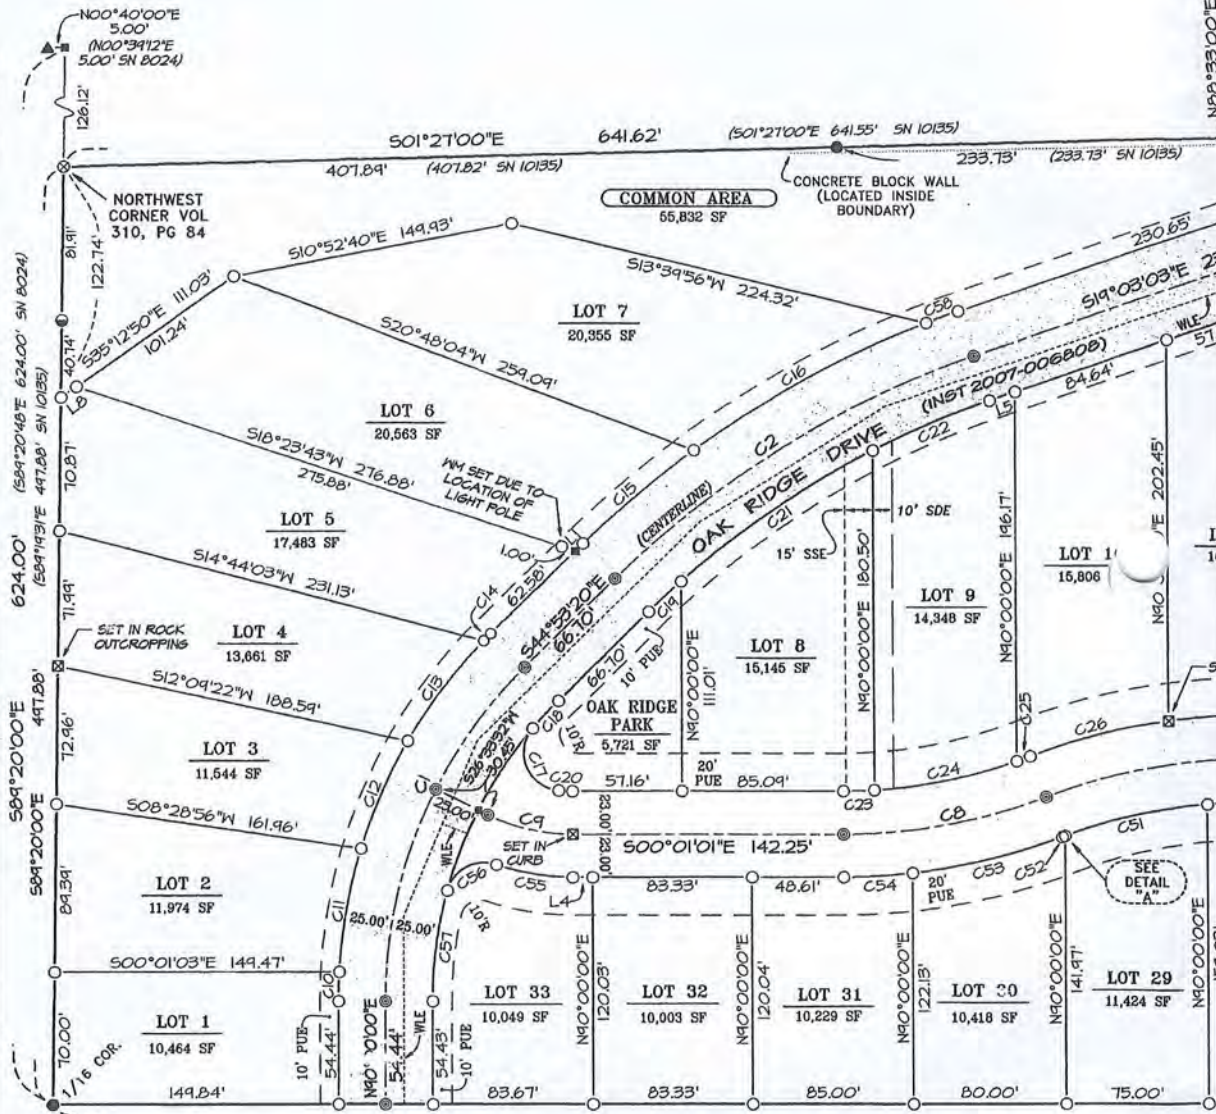 N00°40'00"E
5.00'
(N00°39'12"E
5.00' SN 8024)
126.12'
S01°27'00"E 641.62' (S01°27'00"E 641.55' SN 10135)
407.89' (407.82' SN 10135)
233.73' (233.73' SN 10135)
N88°33'00"E
NORTHWEST
CORNER VOL
310, PG 84
COMMON AREA
55,832 SF
CONCRETE BLOCK WALL
(LOCATED INSIDE
BOUNDARY)
81.91'
122.74'
40.74'
L8
S35°12'50"E 111.03'
101.24'
S10°52'40"E 149.93'
S13°39'56"W 224.32'
LOT 7
20,355 SF
S20°48'04"W 259.09'
C58
230.65'
S19°03'03"E
WLE
57
LOT 6
20,563 SF
C16
C2
(INST 2007-006808)
84.64'
L5
C22
S18°23'43"W 276.88'
275.88'
WM SET DUE TO
LOCATION OF
LIGHT POLE
C15
L7
1.00'
(CENTERLINE)
OAK RIDGE DRIVE
C21
10' SDE
15' SSE
(S89°20'48"E 624.00' SN 8024)
(S89°19'31"E 497.88' SN 10135)
624.00'
S89°20'00"E
447.88'
S89°20'00"E
70.87'
LOT 5
17,483 SF
S14°44'03"W 231.13'
C14
62.58'
S44°53'20"E
66.70'
71.99'
SET IN ROCK
OUTCROPPING
LOT 4
13,661 SF
S12°09'22"W 188.59'
C13
66.70'
C19
10' PUE
N90°00'00"E
111.01'
LOT 8
15,145 SF
N90°00'00"E 180.50'
LOT 9
14,348 SF
N90°00'00"E 196.17'
15,806
202.45'
72.96'
LOT 3
11,544 SF
S08°28'56"W 161.96'
C12
C1
S26°33'32"W
25.00'
C18
10'R
OAK RIDGE
PARK
5,721 SF
C17
C20
57.16'
20'
PUE
85.09'
C23
C24
C25
C26
C9
SET IN
CURB
23.00'
23.00'
S00°01'01"E 142.25'
C8
C51
89.39'
LOT 2
11,974 SF
C11
25.00'
25.00'
WLE
C56
C55
L4
83.33'
48.61'
C54
20'
PUE
C53
C52
SEE
DETAIL
"A"
S00°01'03"E 149.47'
C10
C57
10'R
70.00'
LOT 1
10,464 SF
10' PUE
54.44'
54.44'
WLE
54.43'
10' PUE
LOT 33
10,049 SF
N90°00'00"E
120.03'
LOT 32
10,003 SF
N90°00'00"E
120.04'
LOT 31
10,229 SF
N90°00'00"E
122.13'
10,418 SF
N90°00'00"E
141.97'
LOT 29
11,424 SF
N90°00'00"E
1/16 COR.
149.84'
83.67'
83.33'
85.00'
80.00'
75.00'